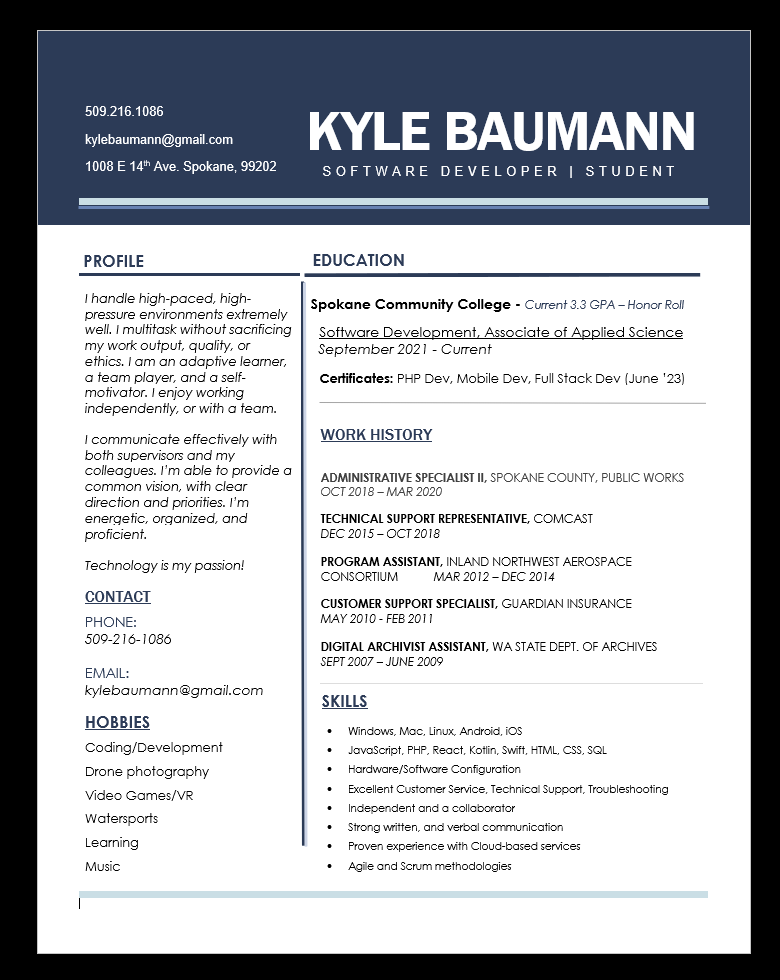 509.216.1086
kylebaumann@gmail.com
1008 E 14th Ave. Spokane, 99202
KYLE BAUMANN
SOFTWARE DEVELOPER | STUDENT
PROFILE
I handle high-paced, high-
pressure environments extremely
well. I multitask without sacrificing
my work output, quality, or
ethics. I am an adaptive learner,
a team player, and a self-
motivator. I enjoy working
independently, or with a team.
I communicate effectively with
both supervisors and my
colleagues. I'm able to provide a
common vision, with clear
direction and priorities. I'm
energetic, organized, and
proficient.
Technology is my passion!
CONTACT
PHONE:
509-216-1086
EMAIL:
kylebaumann@gmail.com
HOBBIES
Coding/Development
Drone photography
Video Games/VR
Watersports
Learning
Music
EDUCATION
Spokane Community College - Current 3.3 GPA – Honor Roll
Software Development, Associate of Applied Science
September 2021 - Current
Certificates: PHP Dev, Mobile Dev, Full Stack Dev (June '23)
WORK HISTORY
ADMINISTRATIVE SPECIALIST II, SPOKANE COUNTY, PUBLIC WORKS
OCT 2018 – MAR 2020
TECHNICAL SUPPORT REPRESENTATIVE, COMCAST
DEC 2015 – OCT 2018
PROGRAM ASSISTANT, INLAND NORTHWEST AEROSPACE
CONSORTIUM MAR 2012 – DEC 2014
CUSTOMER SUPPORT SPECIALIST, GUARDIAN INSURANCE
MAY 2010 - FEB 2011
DIGITAL ARCHIVIST ASSISTANT, WA STATE DEPT. OF ARCHIVES
SEPT 2007 – JUNE 2009
SKILLS
• Windows, Mac, Linux, Android, iOS
• JavaScript, PHP, React, Kotlin, Swift, HTML, CSS, SQL
• Hardware/Software Configuration
• Excellent Customer Service, Technical Support, Troubleshooting
• Independent and a collaborator
• Strong written, and verbal communication
• Proven experience with Cloud-based services
• Agile and Scrum methodologies